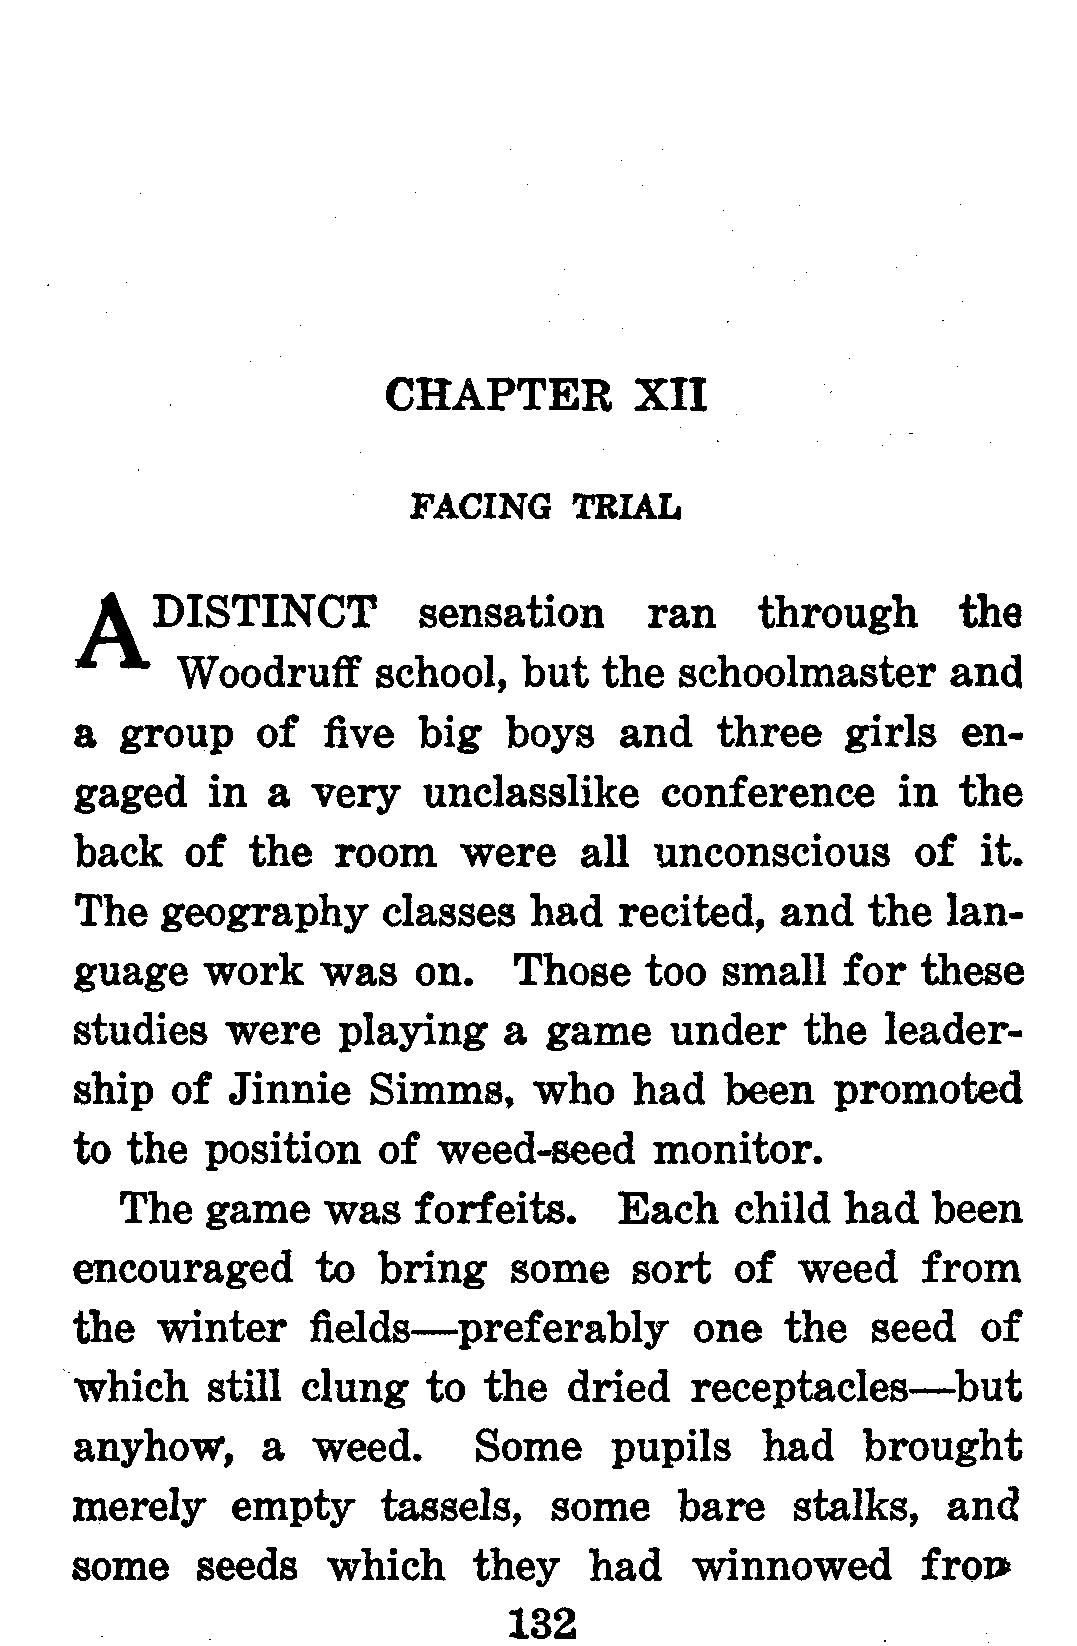 CHAPTER XII
FACING TRIAL
A DISTINCT sensation ran through the
Woodruff school, but the schoolmaster and
a group of five big boys and three girls en-
gaged in a very unclasslike conference in the
back of the room were all unconscious of it.
The geography classes had recited, and the lan-
guage work was on. Those too small for these
studies were playing a game under the leader-
ship of Jinnie Simms, who had been promoted
to the position of weed-seed monitor.
The game was forfeits. Each child had been
encouraged to bring some sort of weed from
the winter fields—preferably one the seed of
which still clung to the dried receptacles—but
anyhow, a weed. Some pupils had brought
merely empty tassels, some bare stalks, and
some seeds which they had winnowed from
132